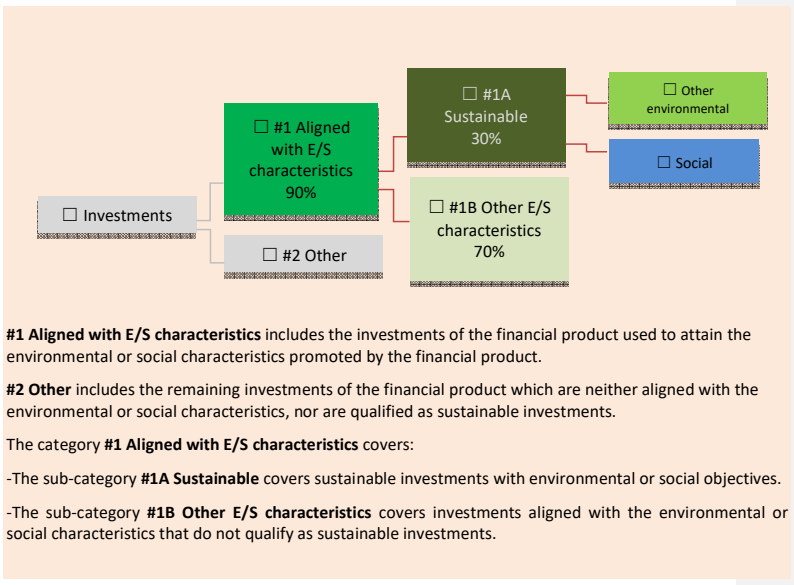 ☐ #1A
Sustainable
30%
☐ Other
environmental
☐ #1 Aligned
with E/S
characteristics
90%
☐ Social
☐ Investments
☐ #1B Other E/S
characteristics
70%
☐ #2 Other
#1 Aligned with E/S characteristics includes the investments of the financial product used to attain the
environmental or social characteristics promoted by the financial product.
#2 Other includes the remaining investments of the financial product which are neither aligned with the
environmental or social characteristics, nor are qualified as sustainable investments.
The category #1 Aligned with E/S characteristics covers:
-The sub-category #1A Sustainable covers sustainable investments with environmental or social objectives.
-The sub-category #1B Other E/S characteristics covers investments aligned with the environmental or
social characteristics that do not qualify as sustainable investments.